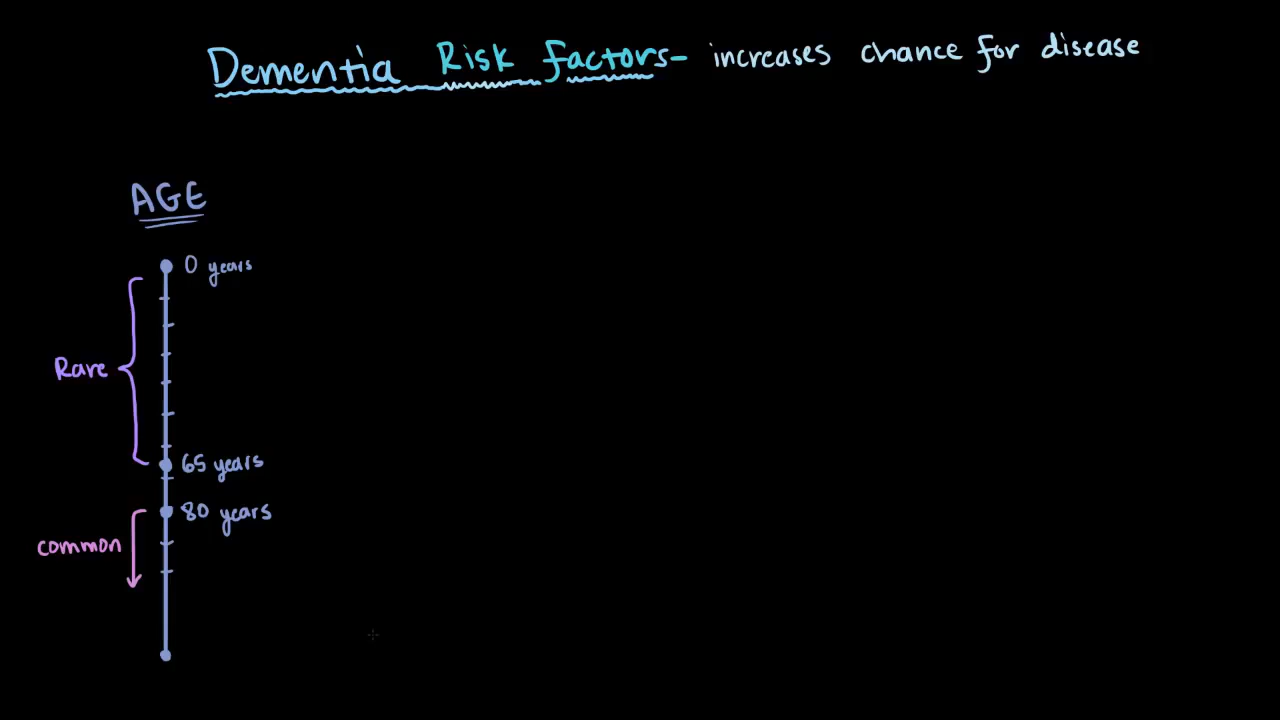 Dementia Risk Factors- increases chance for disease
AGE
0 years
Rare
65 years
80 years
common